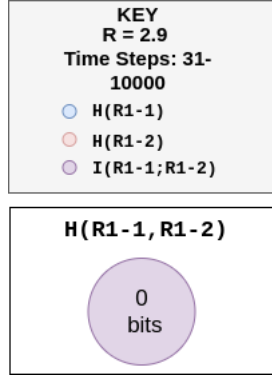 KEY
R = 2.9
Time Steps: 31-
10000
H(R1-1)
H(R1-2)
I(R1-1;R1-2)
H(R1-1,R1-2)
0
bits